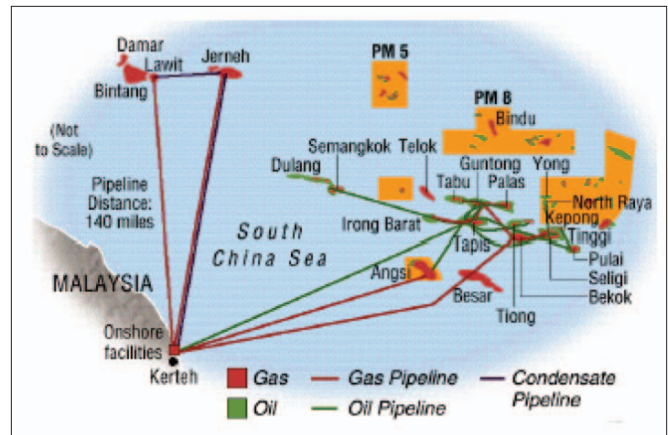 Damar
Lawit
Jerneh
Bintang
PM 5
PM 8
Bindu
(Not
to Scale)
Semangkok
Telok
Guntong
Yong
Dulang
Tabu
Palas
Pipeline
Distance:
140 miles
North Raya
Irong Barat
Kepong
South
China Sea
Tapis
Tinggi
Pulai
MALAYSIA
Angsi
Besar
Seligi
Bekok
Tiong
Onshore
facilities
Kerteh
Gas
Gas Pipeline
Condensate
Pipeline
Oil
Oil Pipeline